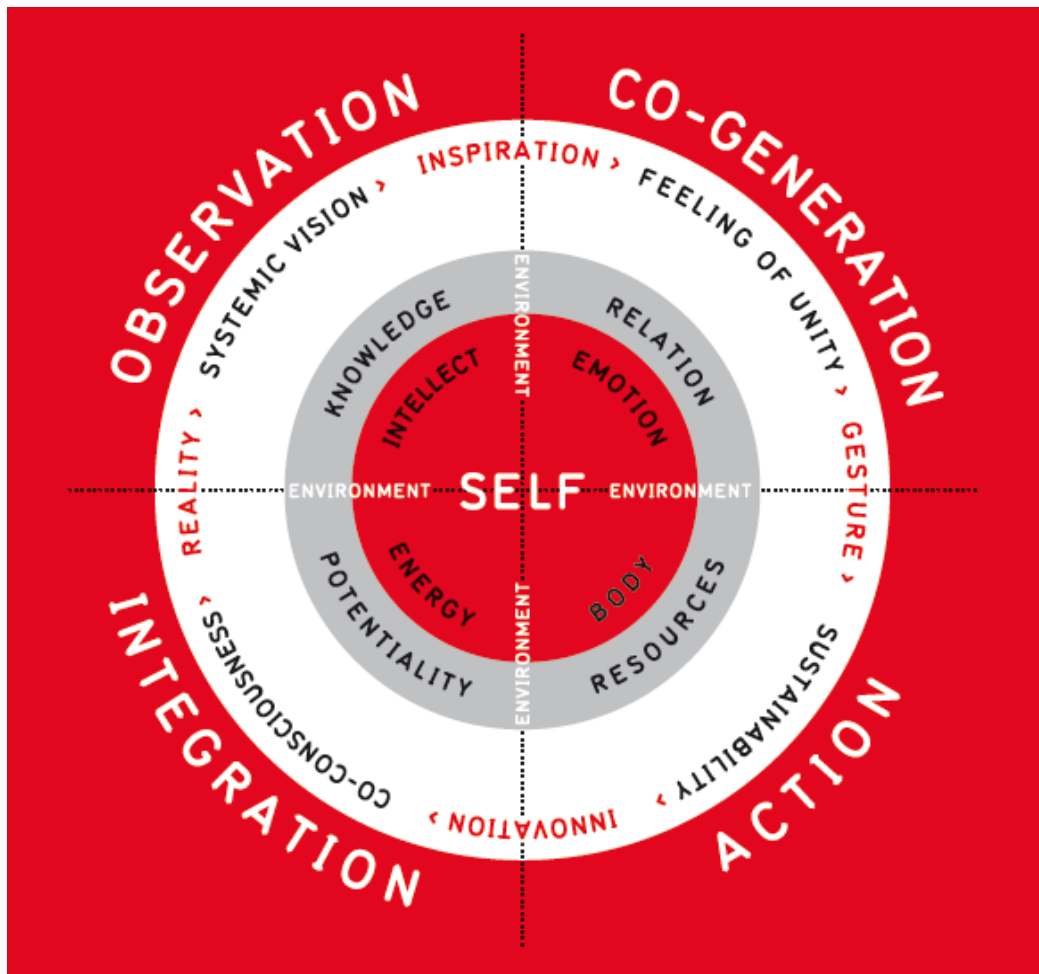 OBSERVATION
CO-GENERATION
ACTION
INTEGRATION
SYSTEMIC VISION >
INSPIRATION >
FEELING OF UNITY >
GESTURE >
SUSTAINABILITY >
INNOVATION >
CO-CONSCIOUSNESS >
REALITY >
KNOWLEDGE
RELATION
RESOURCES
POTENTIALITY
INTELLECT
EMOTION
BODY
ENERGY
ENVIRONMENT
ENVIRONMENT
SELF
ENVIRONMENT
ENVIRONMENT